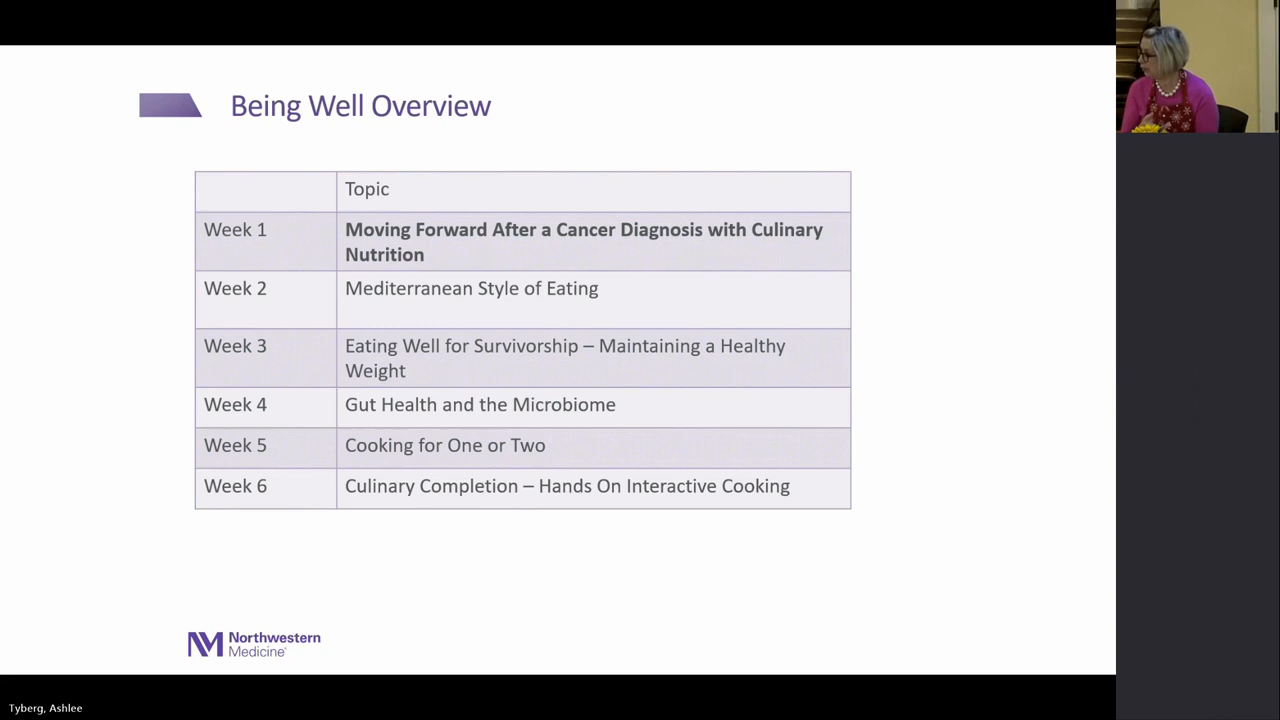 Being Well Overview
Topic
Week 1
Moving Forward After a Cancer Diagnosis with Culinary
Nutrition
Week 2
Mediterranean Style of Eating
Week 3
Eating Well for Survivorship – Maintaining a Healthy
Weight
Week 4
Gut Health and the Microbiome
Week 5
Cooking for One or Two
Week 6
Culinary Completion – Hands On Interactive Cooking
NM Northwestern
Medicine®
Tyberg, Ashlee